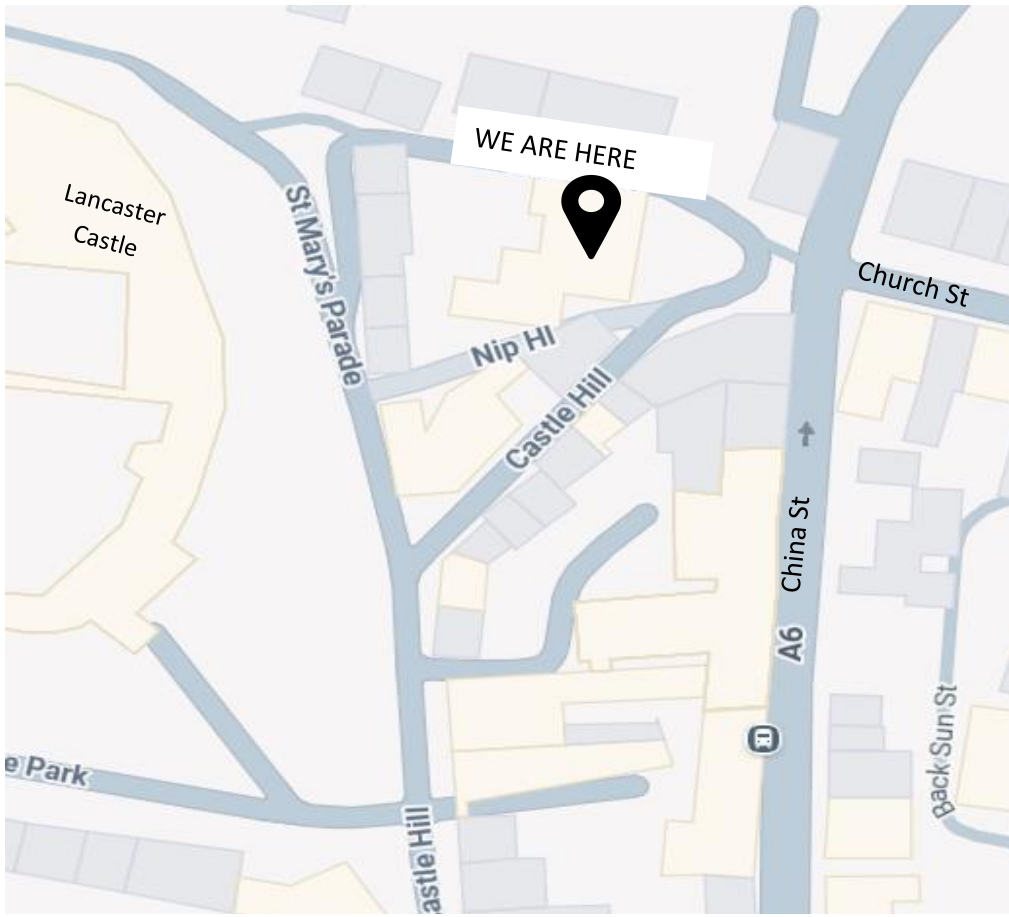 WE ARE HERE
Lancaster
Castle
St Mary's Parade
Church St
Nip Hl
Castle Hill
China St
A6
Back Sun St
e Park
astle Hill